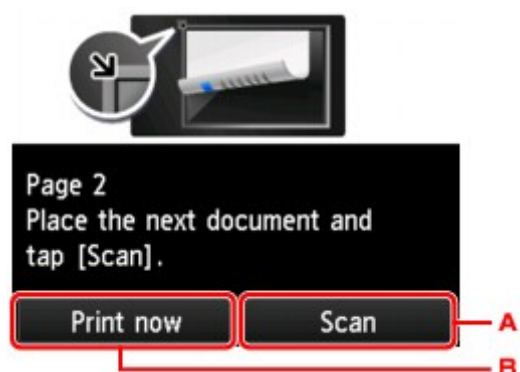 Page 2
Place the next document and
tap [Scan].
Print now Scan A
B